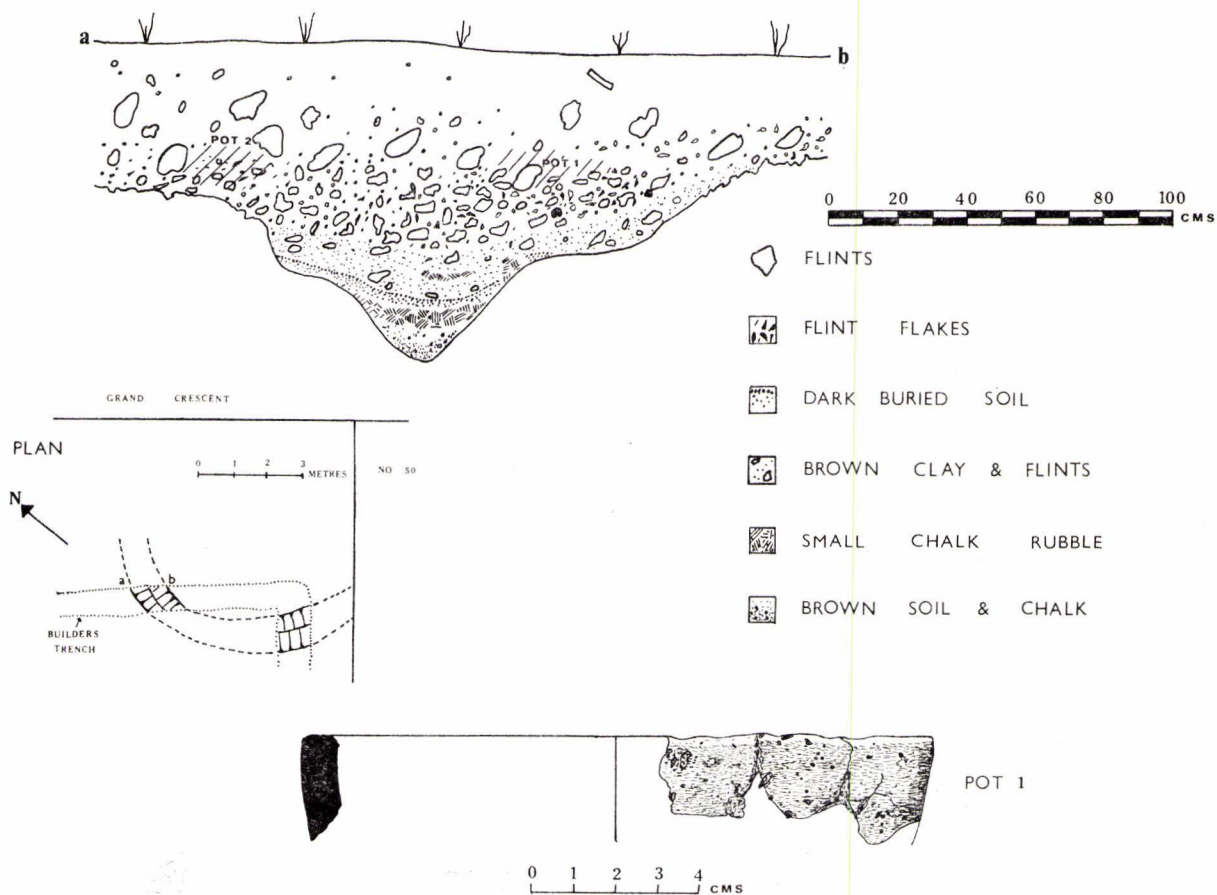 a
b
POT 2
POT 1
0 20 40 60 80 100
CMS
FLINTS
FLINT FLAKES
DARK BURIED SOIL
BROWN CLAY & FLINTS
SMALL CHALK RUBBLE
BROWN SOIL & CHALK
GRAND CRESCENT
PLAN
0 1 2 3
METRES
NO 50
N
a b
BUILDERS
TRENCH
POT 1
0 1 2 3 4
CMS